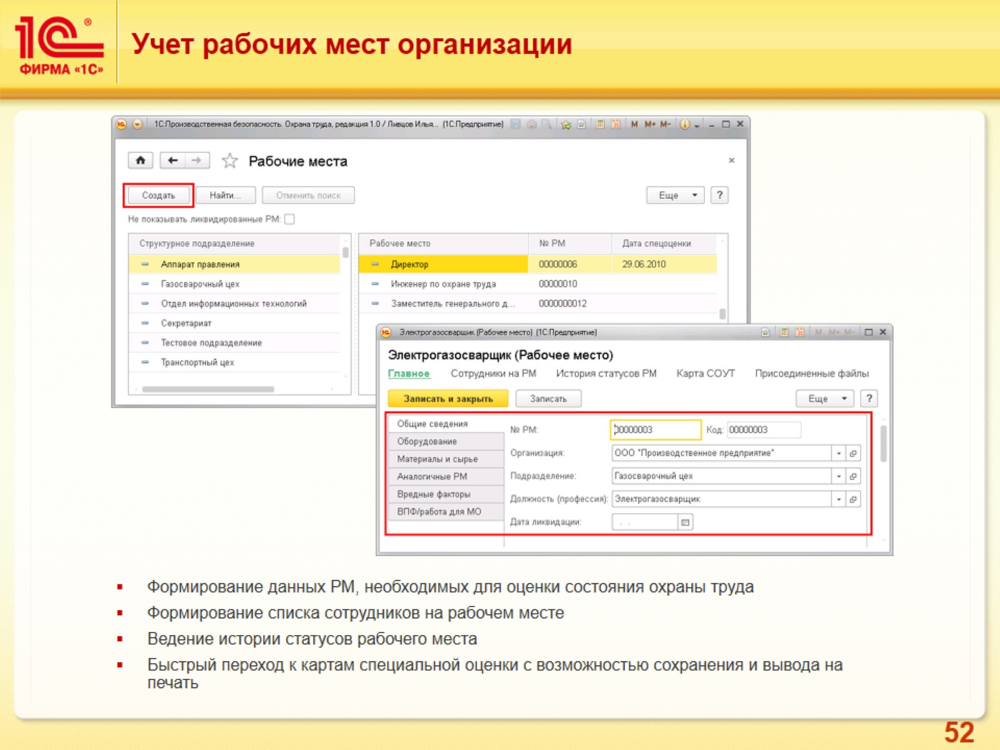 1С®
ФИРМА «1С»
Учет рабочих мест организации
1С:Производственная безопасность. Охрана труда, редакция 1.0 / Ливцов Илья... (1С:Предприятие)
M M+ M-
Рабочие места
Создать Найти... Отменить поиск Еще ?
Не показывать ликвидированные РМ:
Структурное подразделение Рабочее место № РМ Дата спецоценки
Аппарат правления Директор 00000006 29.06.2010
Газосварочный цех Инженер по охране труда 00000010
Отдел информационных технологий Заместитель генерального д... 0000000012
Секретариат
Тестовое подразделение
Транспортный цех
Электрогазосварщик (Рабочее место) (1С:Предприятие)
M M+ M-
Электрогазосварщик (Рабочее место)
Главное Сотрудники на РМ История статусов РМ Карта СОУТ Присоединенные файлы
Записать и закрыть Записать Еще ?
Общие сведения
Оборудование
Материалы и сырье
Аналогичные РМ
Вредные факторы
ВПФ/работа для МО
№ РМ: 00000003 Код: 00000003
Организация: ООО "Производственное предприятие"
Подразделение: Газосварочный цех
Должность (профессия): Электрогазосварщик
Дата ликвидации: . .
▪ Формирование данных РМ, необходимых для оценки состояния охраны труда
▪ Формирование списка сотрудников на рабочем месте
▪ Ведение истории статусов рабочего места
▪ Быстрый переход к картам специальной оценки с возможностью сохранения и вывода на
печать
52